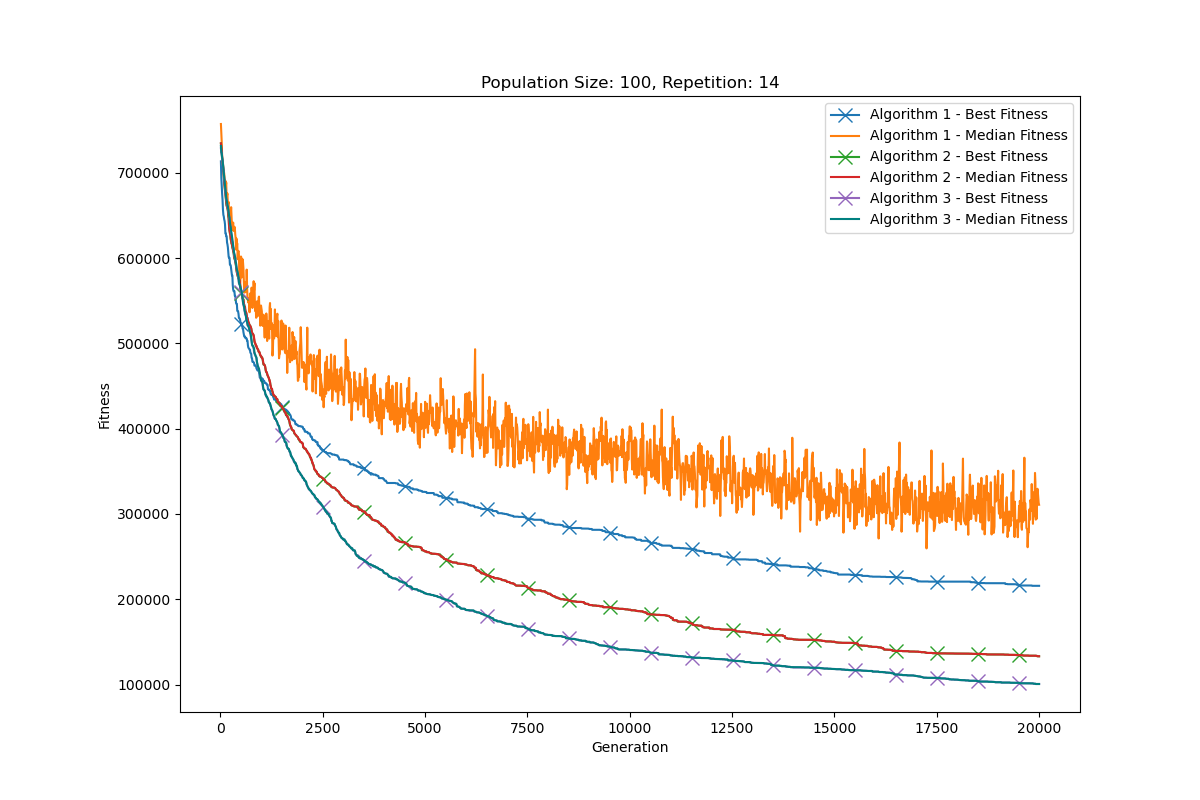 Population Size: 100, Repetition: 14
Algorithm 1 - Best Fitness
Algorithm 1 - Median Fitness
Algorithm 2 - Best Fitness
Algorithm 2 - Median Fitness
Algorithm 3 - Best Fitness
Algorithm 3 - Median Fitness
700000
600000
500000
400000
300000
200000
100000
Fitness
0 2500 5000 7500 10000 12500 15000 17500 20000
Generation